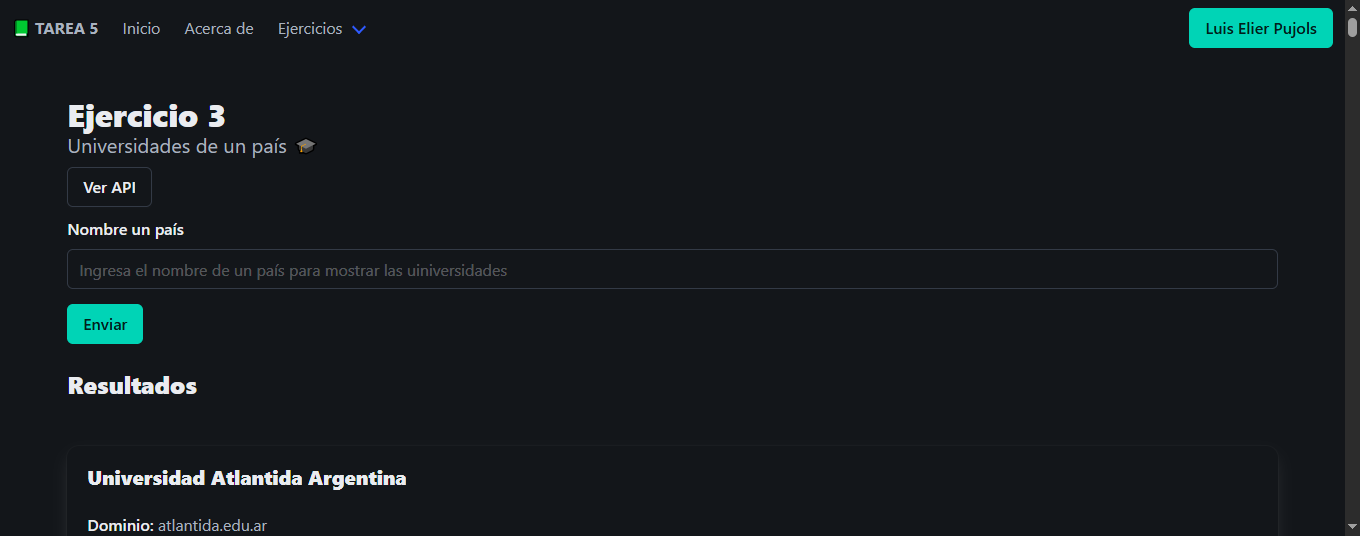 TAREA 5 Inicio Acerca de Ejercicios Luis Elier Pujols
Ejercicio 3
Universidades de un país
Ver API
Nombre un país
Ingresa el nombre de un país para mostrar las uiniversidades
Enviar
Resultados
Universidad Atlantida Argentina
Dominio: atlantida.edu.ar